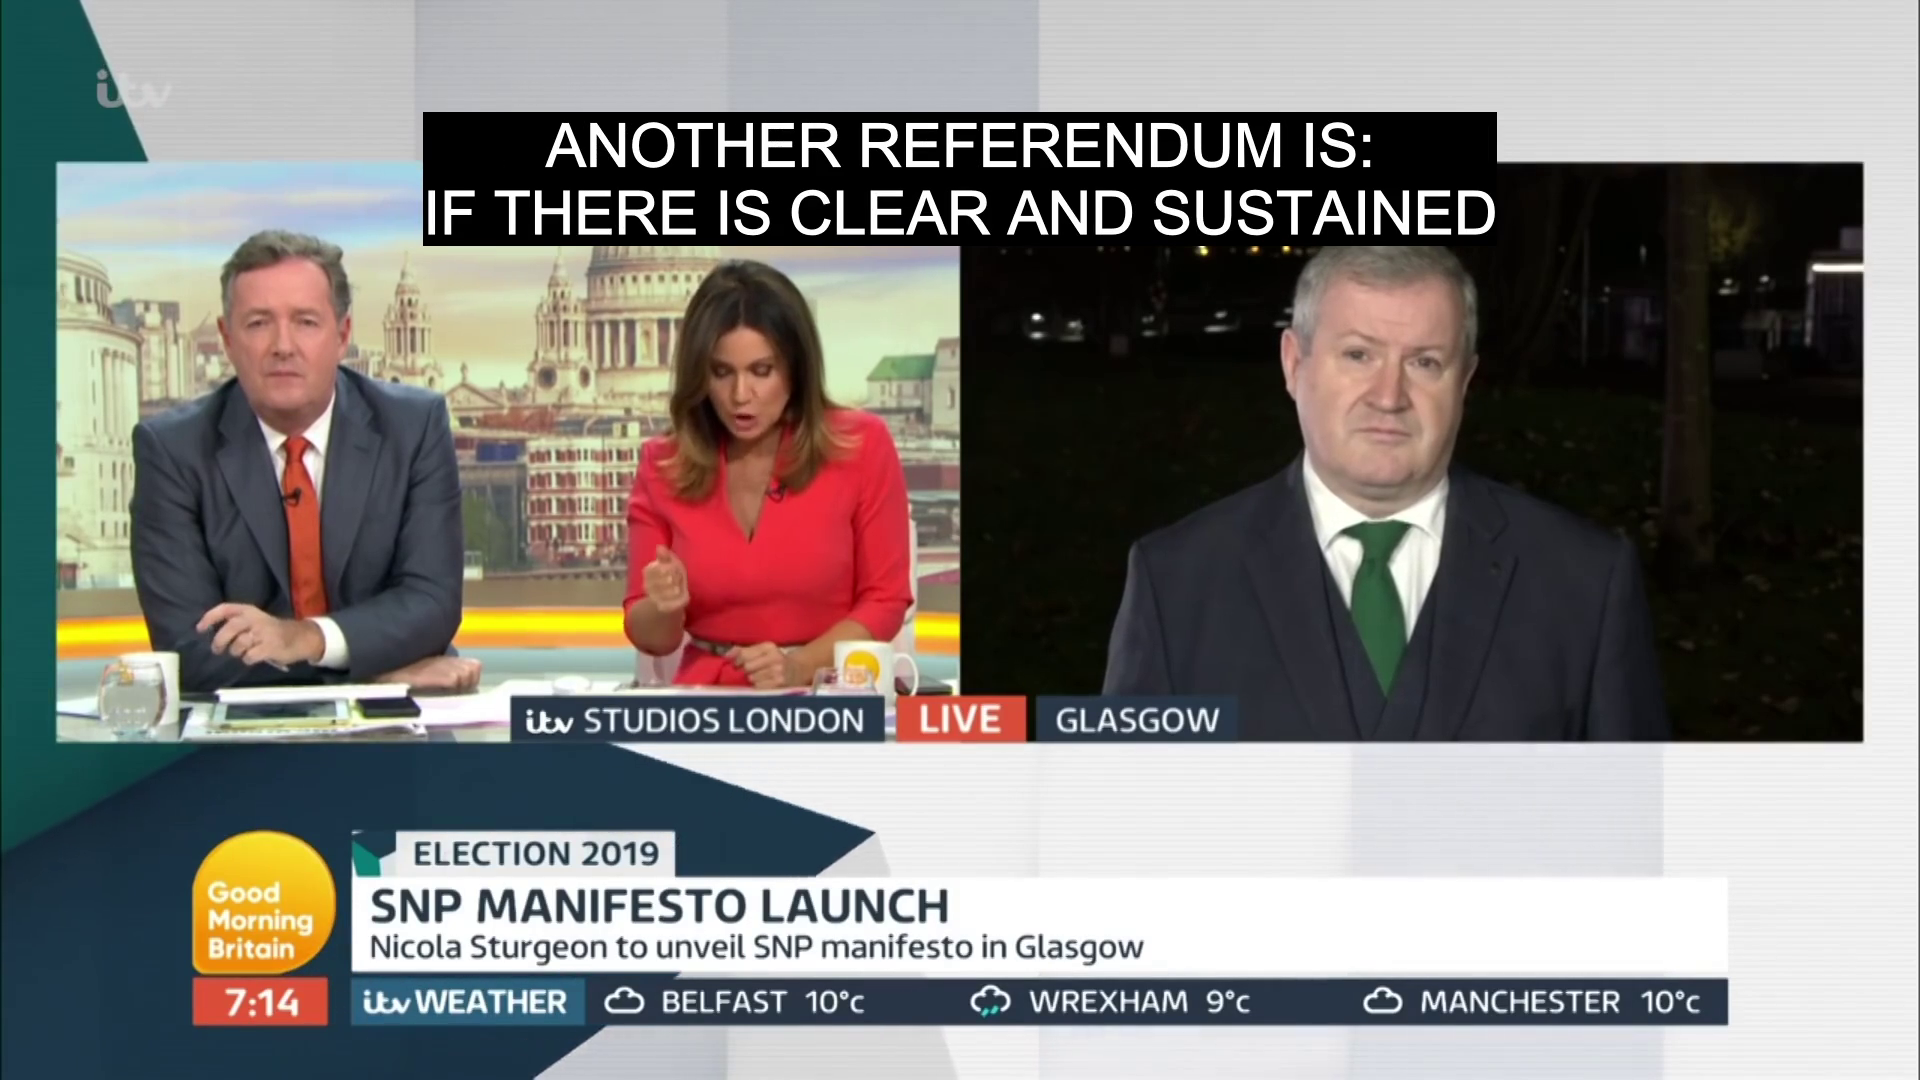 itv
ANOTHER REFERENDUM IS:
IF THERE IS CLEAR AND SUSTAINED
itv STUDIOS LONDON
LIVE
GLASGOW
ELECTION 2019
SNP MANIFESTO LAUNCH
Nicola Sturgeon to unveil SNP manifesto in Glasgow
Good
Morning
Britain
7:14
itv WEATHER
BELFAST 10°c
WREXHAM 9°c
MANCHESTER 10°c